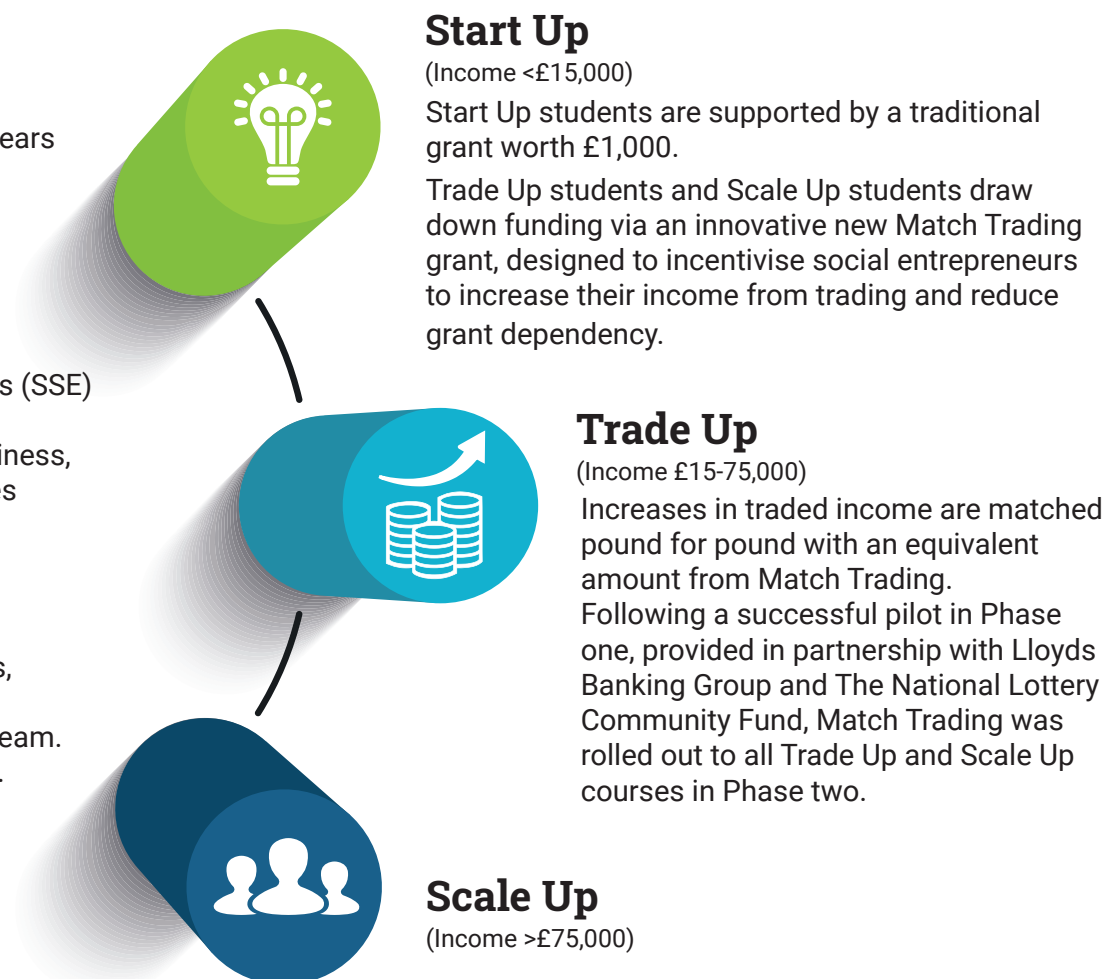 ears
s (SSE)
iness,
es
s,
eam.
.
Start Up
(Income <£15,000)
Start Up students are supported by a traditional
grant worth £1,000.
Trade Up students and Scale Up students draw
down funding via an innovative new Match Trading
grant, designed to incentivise social entrepreneurs
to increase their income from trading and reduce
grant dependency.
Trade Up
(Income £15-75,000)
Increases in traded income are matched
pound for pound with an equivalent
amount from Match Trading.
Following a successful pilot in Phase
one, provided in partnership with Lloyds
Banking Group and The National Lottery
Community Fund, Match Trading was
rolled out to all Trade Up and Scale Up
courses in Phase two.
Scale Up
(Income >£75,000)